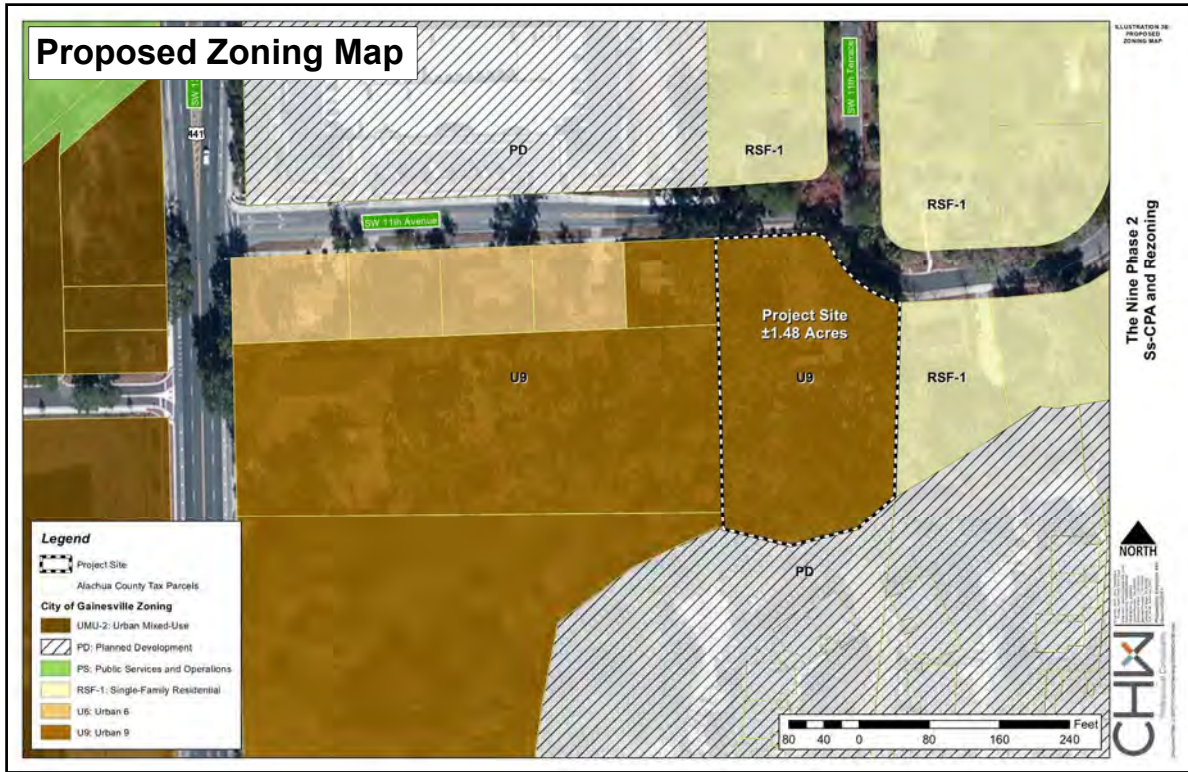 Proposed Zoning Map
ILLUSTRATION 3B:
PROPOSED
ZONING MAP
SW 11th Terrace
441
PD
RSF-1
RSF-1
SW 11th Avenue
Project Site
±1.48 Acres
U9
U9
RSF-1
PD
The Nine Phase 2
Ss-CPA and Rezoning
Legend
Project Site
Alachua County Tax Parcels
City of Gainesville Zoning
UMU-2: Urban Mixed-Use
PD: Planned Development
PS: Public Services and Operations
RSF-1: Single-Family Residential
U6: Urban 6
U9: Urban 9
Feet
80 40 0 80 160 240
NORTH
CHW
Professional Consultants